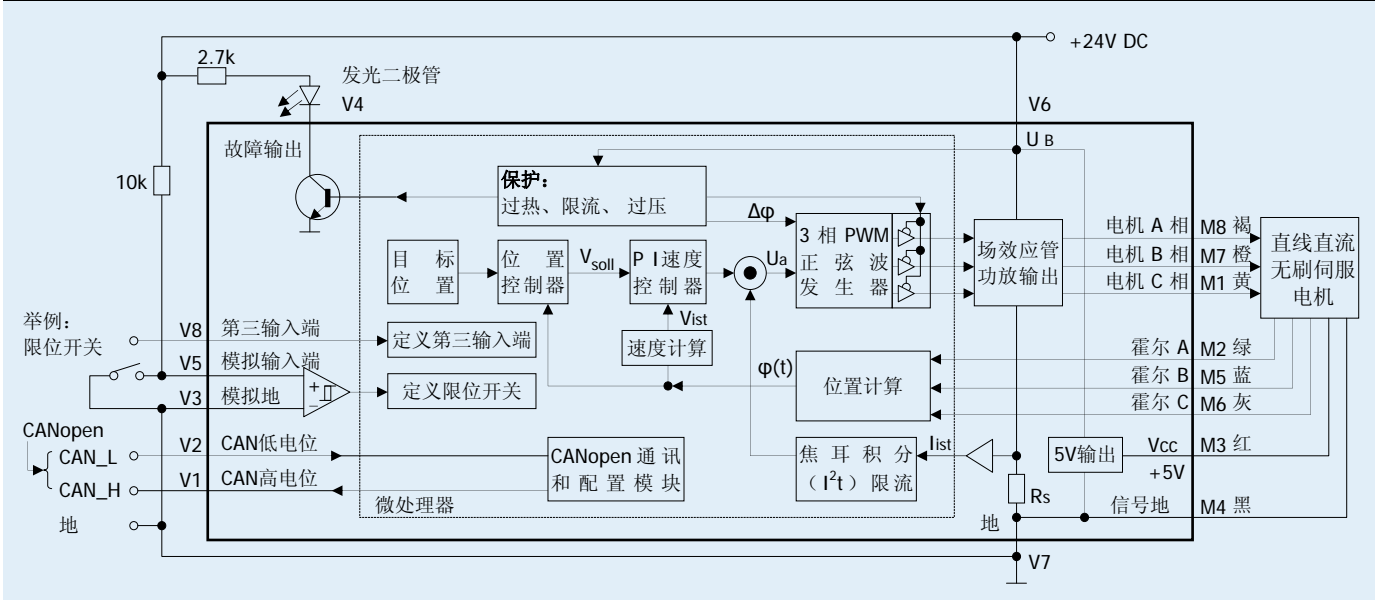 +24V DC
2.7k
发光二极管
V4
V6
U B
故障输出
10k
保护：
过热、限流、 过压
Δφ
目 标
位 置
位 置
控制器
Vsoll
P I速度
控制器
Ua
3 相 PWM
正 弦 波
发 生 器
场效应管
功放输出
电机 A 相
M8 褐
电机 B 相
M7 橙
电机 C 相
M1 黄
直线直流
无刷伺服
电机
举例：
限位开关
V8
第三输入端
定义第三输入端
Vist
速度计算
V5
模拟输入端
+
−
定义限位开关
V3
模拟地
φ(t)
位置计算
霍尔 A
M2 绿
霍尔 B
M5 蓝
霍尔 C
M6 灰
CANopen
CAN_L
V2
CAN低电位
CAN_H
V1
CAN高电位
CANopen 通讯
和 配 置 模 块
焦 耳 积 分
（I²t）限流
Iist
5V输出
Vcc
+5V
M3 红
微处理器
Rs
地
地
信号地
M4 黑
V7